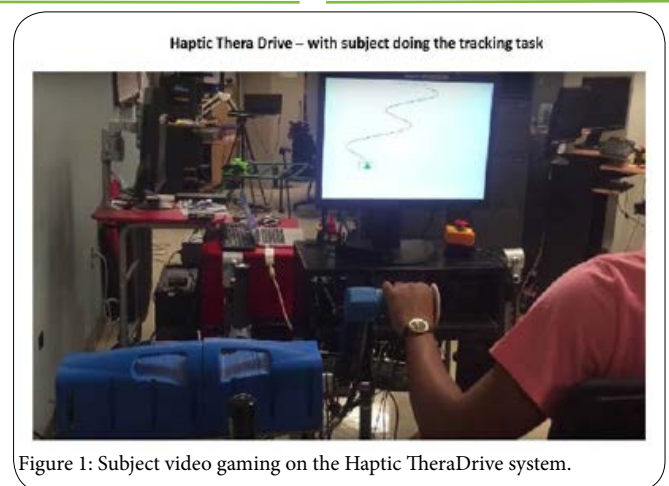 Haptic Thera Drive – with subject doing the tracking task
Figure 1: Subject video gaming on the Haptic TheraDrive system.